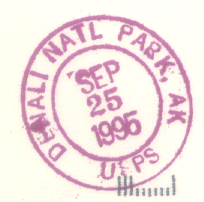 DENALI NATL PARK, AK
SEP
25
1995
USPS